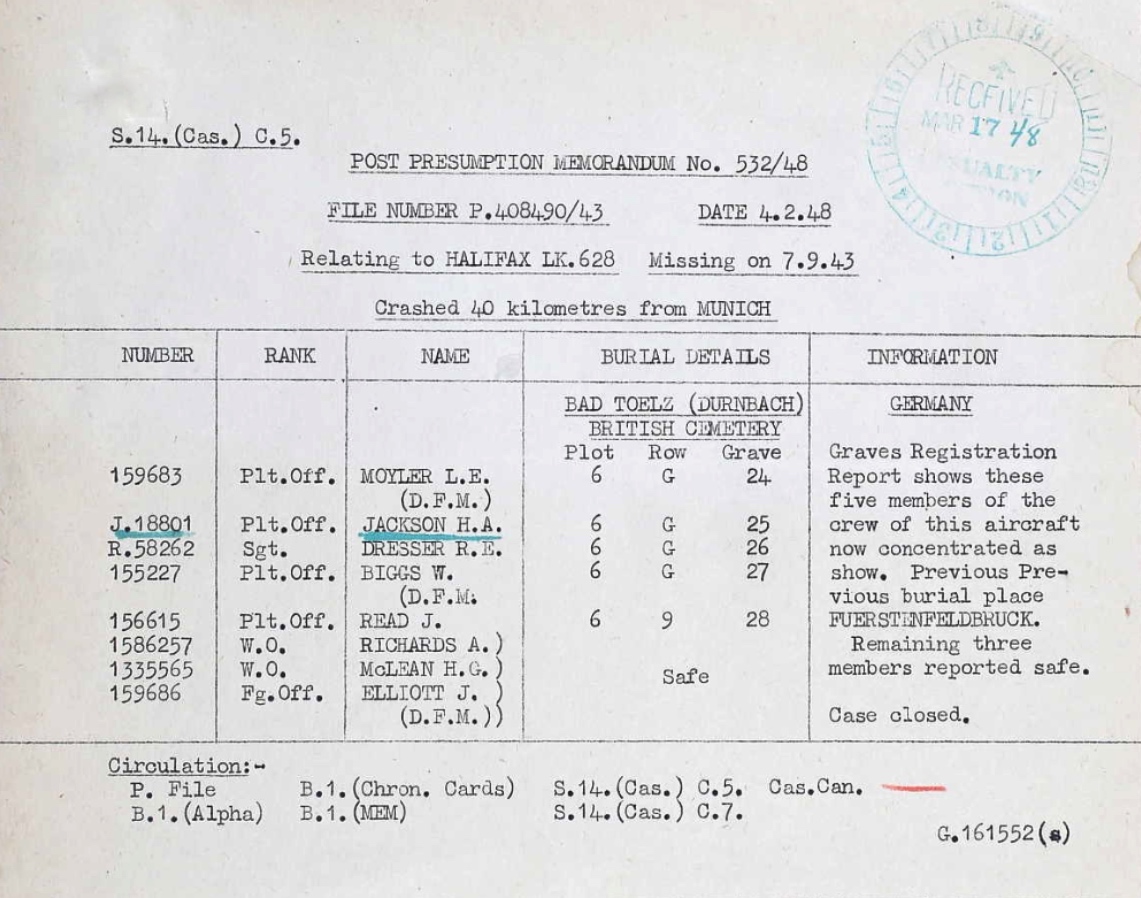 RECEIVED
MAR 17 48
S.14.(Cas.) C.5.
POST PRESUMPTION MEMORANDUM No. 532/48
FILE NUMBER P.408490/43 DATE 4.2.48
Relating to HALIFAX LK.628 Missing on 7.9.43
Crashed 40 kilometres from MUNICH
NUMBER RANK NAME BURIAL DETAILS INFORMATION
BAD TOELZ (DURNBACH) GERMANY
BRITISH CEMETERY
Plot Row Grave Graves Registration
159683 Plt.Off. MOYLER L.E. 6 G 24 Report shows these
(D.F.M.) five members of the
J.18801 Plt.Off. JACKSON H.A. 6 G 25 crew of this aircraft
R.58262 Sgt. DRESSER R.E. 6 G 26 now concentrated as
155227 Plt.Off. BIGGS W. 6 G 27 show. Previous Pre-
(D.F.M. vious burial place
156615 Plt.Off. READ J. 6 9 28 FUERSTENFELDBRUCK.
1586257 W.O. RICHARDS A.) Remaining three
1335565 W.O. McLEAN H.G.) Safe members reported safe.
159686 Fg.Off. ELLIOTT J. )
(D.F.M.)) Case closed.
Circulation:-
P. File B.1.(Chron. Cards) S.14.(Cas.) C.5. Cas.Can.
B.1.(Alpha) B.1.(MEM) S.14.(Cas.) C.7.
G.161552(s)